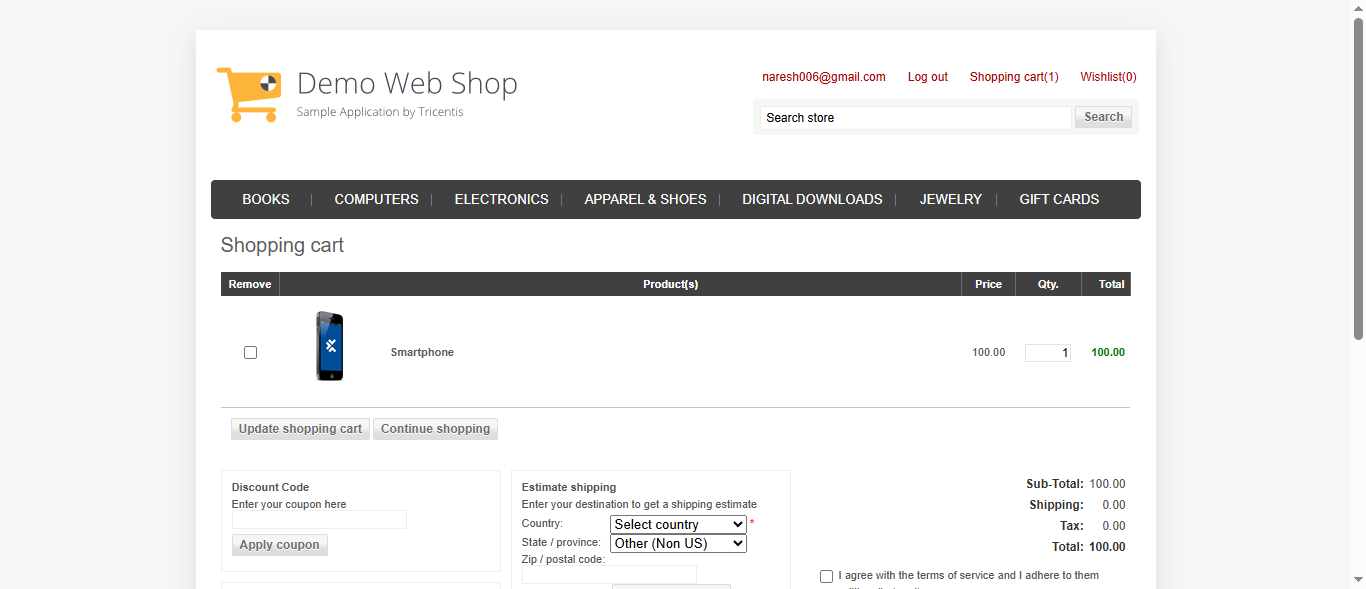 Demo Web Shop
Sample Application by Tricentis
naresh006@gmail.com Log out Shopping cart(1) Wishlist(0)
Search store Search
BOOKS COMPUTERS ELECTRONICS APPAREL & SHOES DIGITAL DOWNLOADS JEWELRY GIFT CARDS
Shopping cart
Remove Product(s) Price Qty. Total
Smartphone 100.00 1 100.00
Update shopping cart Continue shopping
Discount Code
Enter your coupon here
Apply coupon
Estimate shipping
Enter your destination to get a shipping estimate
Country: Select country *
State / province: Other (Non US)
Zip / postal code:
Sub-Total: 100.00
Shipping: 0.00
Tax: 0.00
Total: 100.00
I agree with the terms of service and I adhere to them